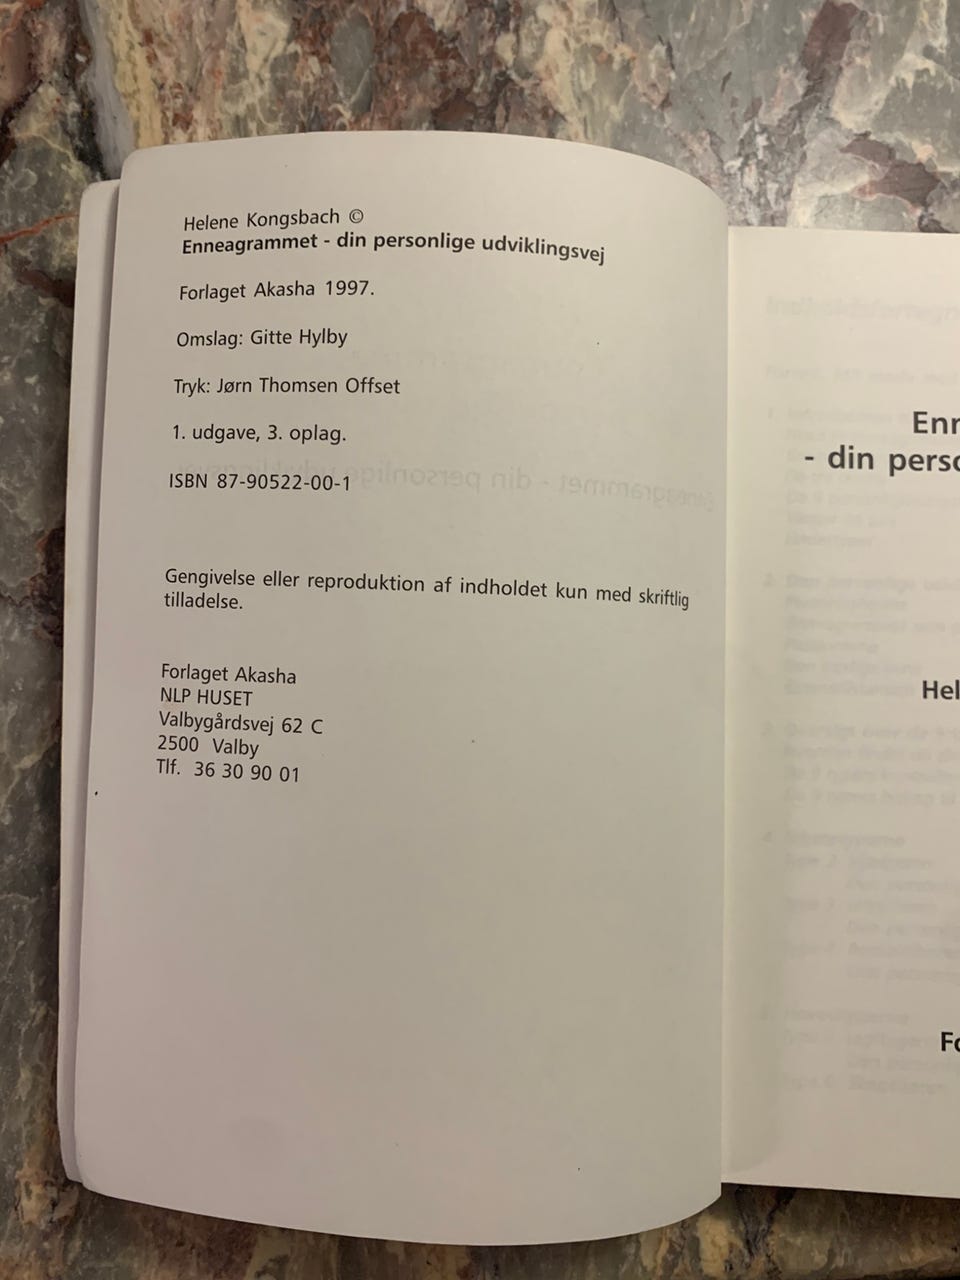 Helene Kongsbach ©
Enneagrammet - din personlige udviklingsvej
Forlaget Akasha 1997.
Omslag: Gitte Hylby
Tryk: Jørn Thomsen Offset
1. udgave, 3. oplag.
ISBN 87-90522-00-1
Gengivelse eller reproduktion af indholdet kun med skriftlig
tilladelse.
Forlaget Akasha
NLP HUSET
Valbygårdsvej 62 C
2500 Valby
Tlf. 36 30 90 01
Enn
- din perso
Hel
Fo